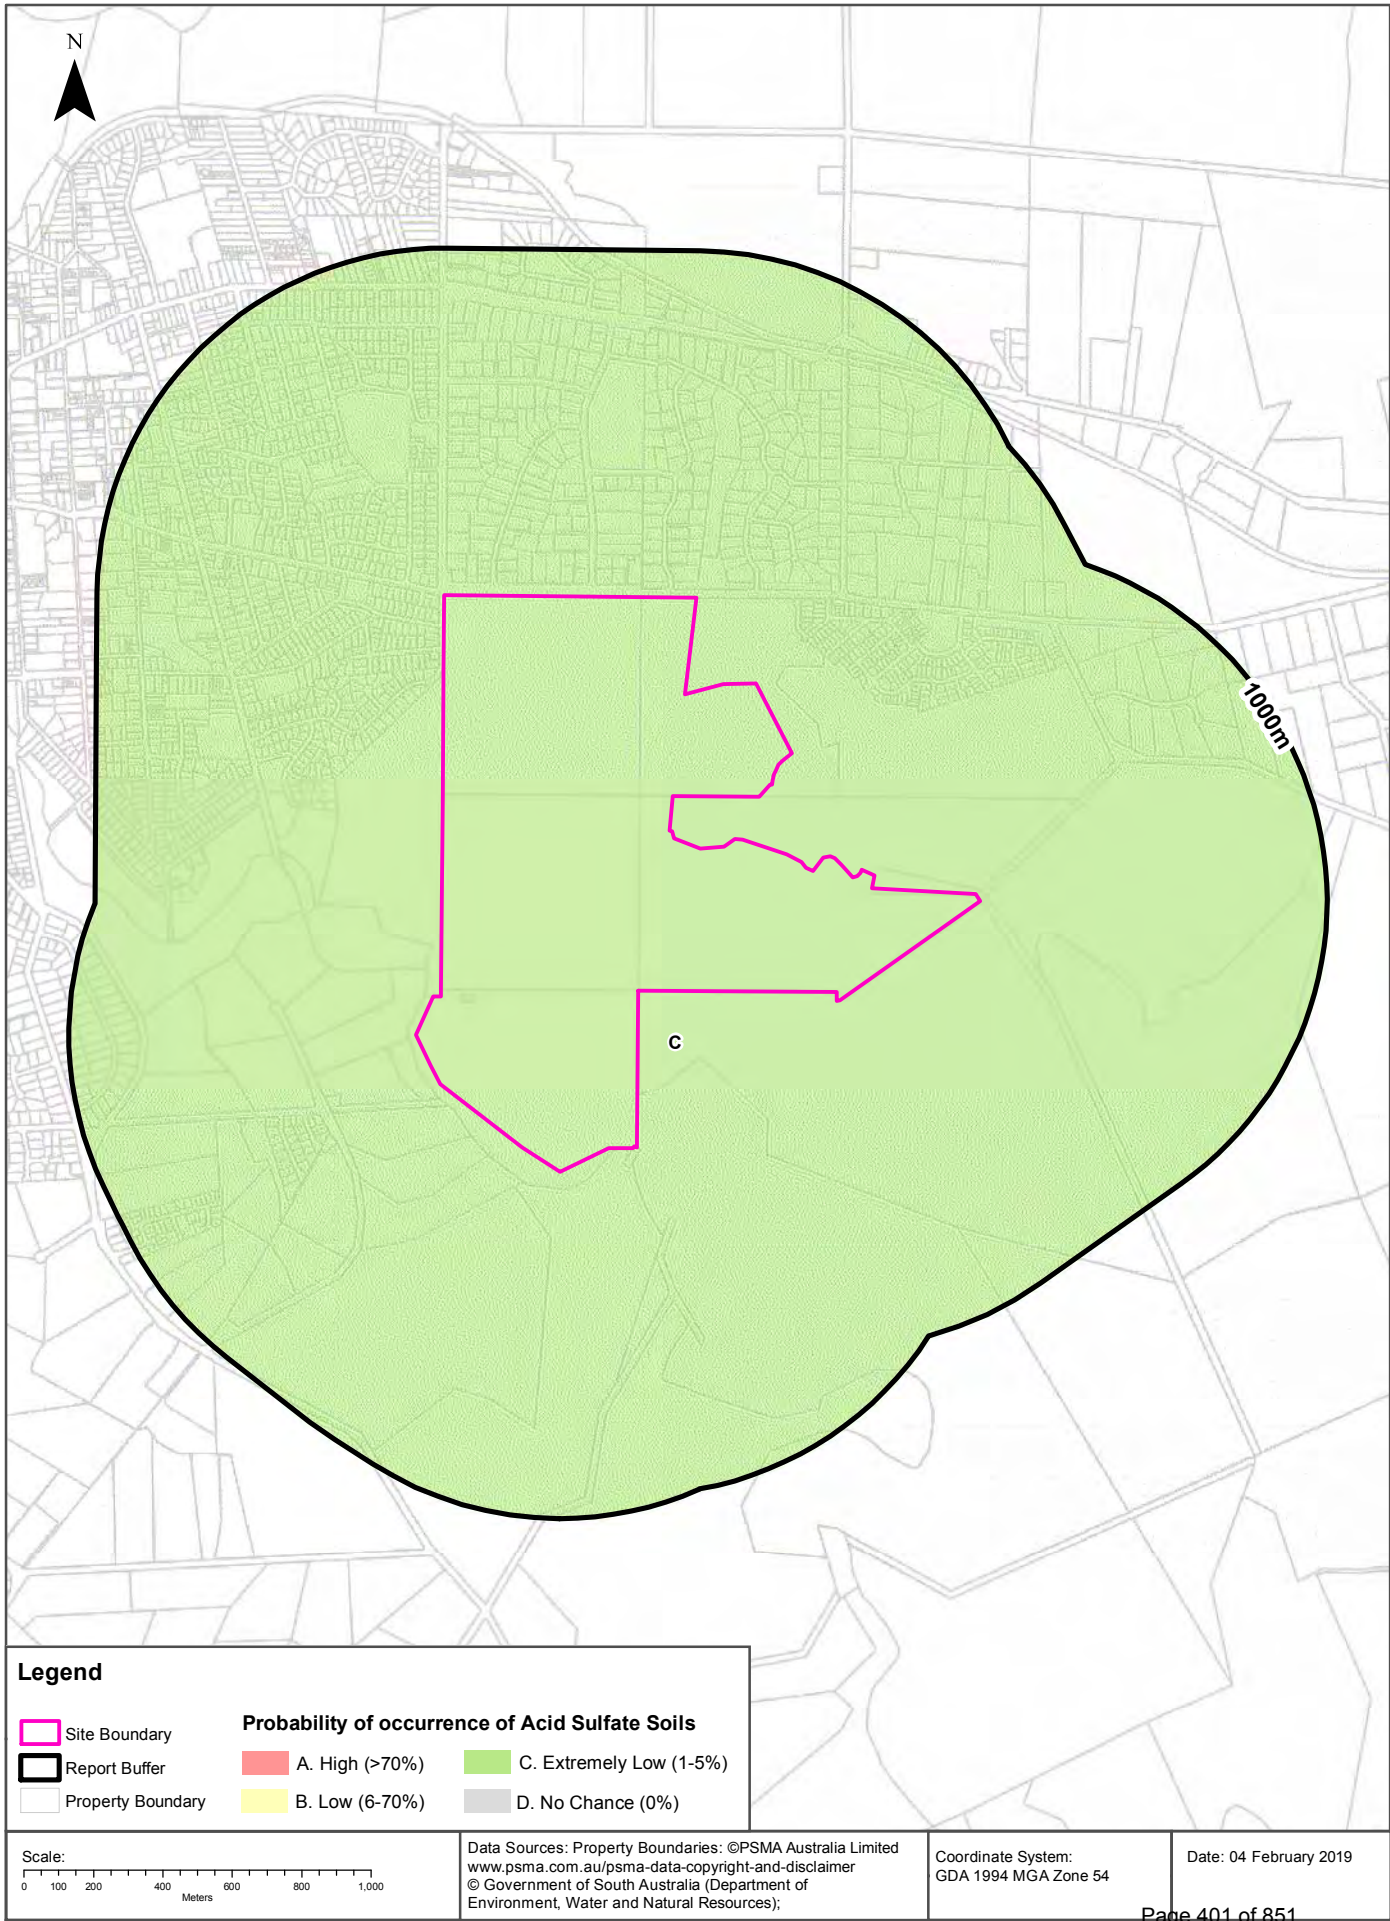 N
1000m
C
Legend
Site Boundary
Report Buffer
Property Boundary
Probability of occurrence of Acid Sulfate Soils
A. High (>70%)
B. Low (6-70%)
C. Extremely Low (1-5%)
D. No Chance (0%)
Scale:
0 100 200 400 600 800 1,000
Meters
Data Sources: Property Boundaries: ©PSMA Australia Limited
www.psma.com.au/psma-data-copyright-and-disclaimer
© Government of South Australia (Department of
Environment, Water and Natural Resources);
Coordinate System:
GDA 1994 MGA Zone 54
Date: 04 February 2019
Page 401 of 851